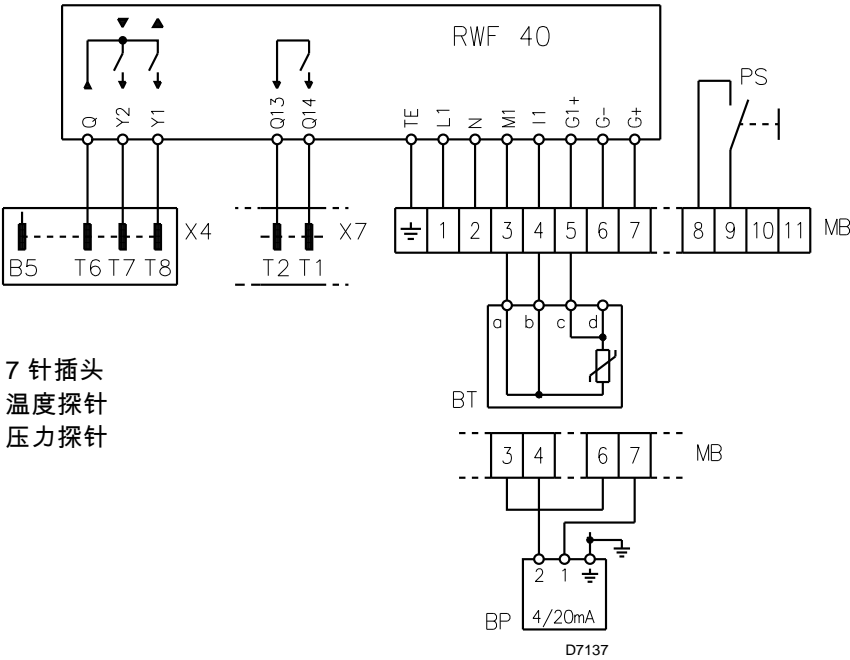 RWF 40
Q Y2 Y1 Q13 Q14 TE L1 N M1 I1 G1+ G- G+
PS
X4
X7
1 2 3 4 5 6 7 8 9 10 11 MB
B5 T6 T7 T8
T2 T1
a b c d
BT
7 针插头
温度探针
压力探针
3 4 6 7 MB
2 1
BP
4/20mA
D7137